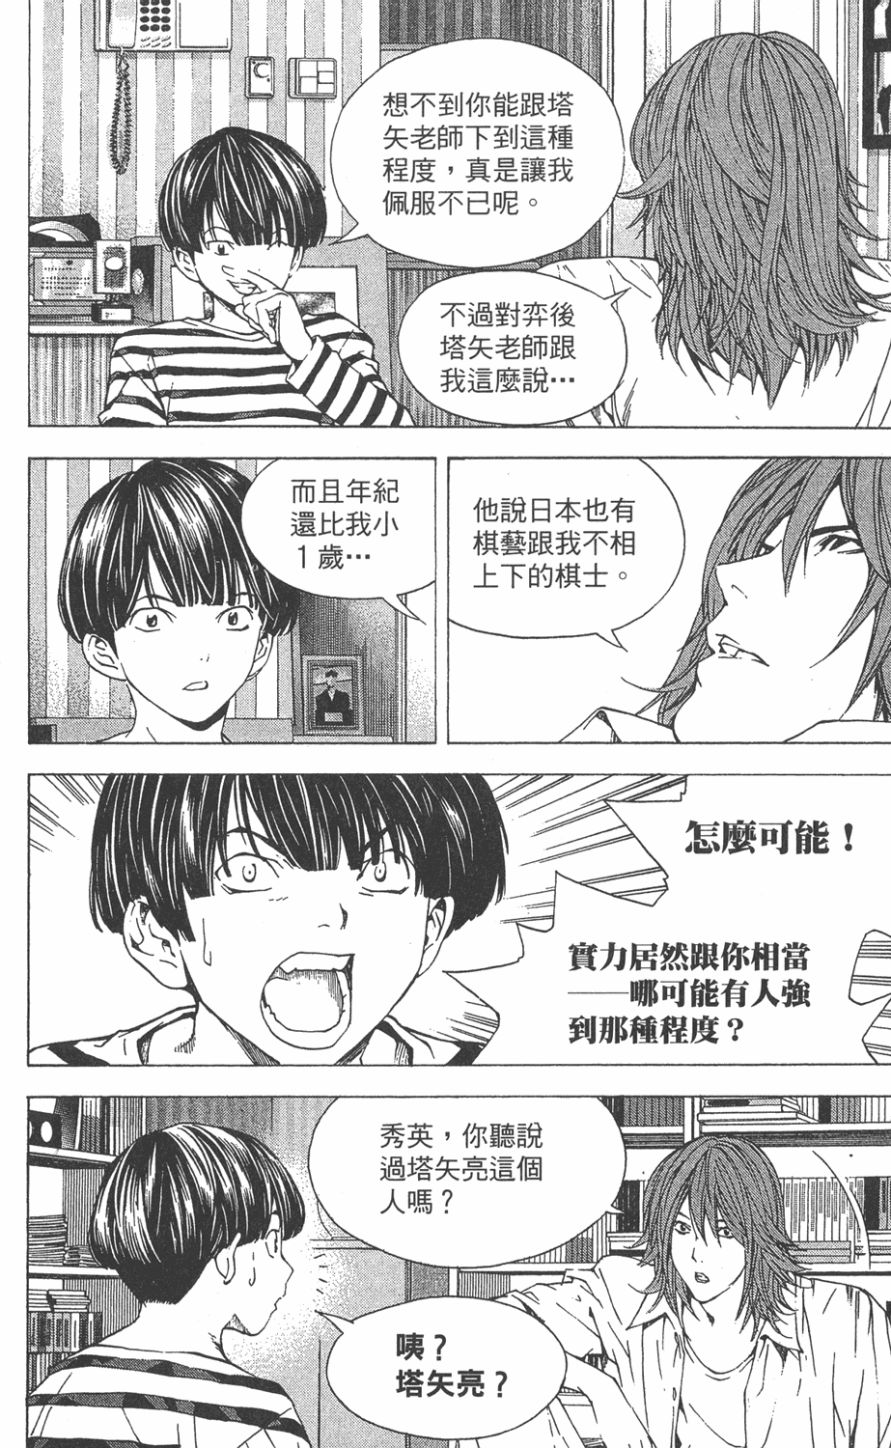 想不到你能跟塔
矢老師下到這種
程度，真是讓我
佩服不已呢。
不過對弈後
塔矢老師跟
我這麼說…
而且年紀
還比我小
1歲…
他說日本也有
棋藝跟我不相
上下的棋士。
怎麼可能！
實力居然跟你相當
──哪可能有人強
到那種程度？
秀英，你聽說
過塔矢亮這個
人嗎？
咦？
塔矢亮？